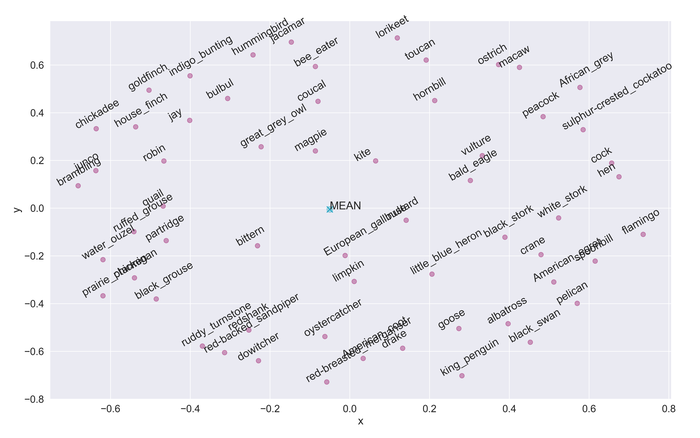 lorikeet
hummingbird
jacamar
toucan
ostrich
macaw
bee_eater
indigo_bunting
goldfinch
African_grey
sulphur-crested_cockatoo
bulbul
coucal
hornbill
peacock
chickadee
house_finch
jay
great_grey_owl
magpie
kite
vulture
bald_eagle
cock
hen
robin
junco
brambling
quail
ruffed_grouse
partridge
MEAN
bustard
European_gallinule
white_stork
black_stork
flamingo
water_ouzel
bittern
little_blue_heron
crane
spoonbill
American_egret
limpkin
ptarmigan
prairie_chicken
black_grouse
pelican
albatross
goose
black_swan
ruddy_turnstone
redshank
red-backed_sandpiper
dowitcher
oystercatcher
American_coot
drake
red-breasted_merganser
king_penguin
0.6
0.4
0.2
0.0
−0.2
−0.4
−0.6
−0.8
y
−0.6
−0.4
−0.2
0.0
0.2
0.4
0.6
0.8
x